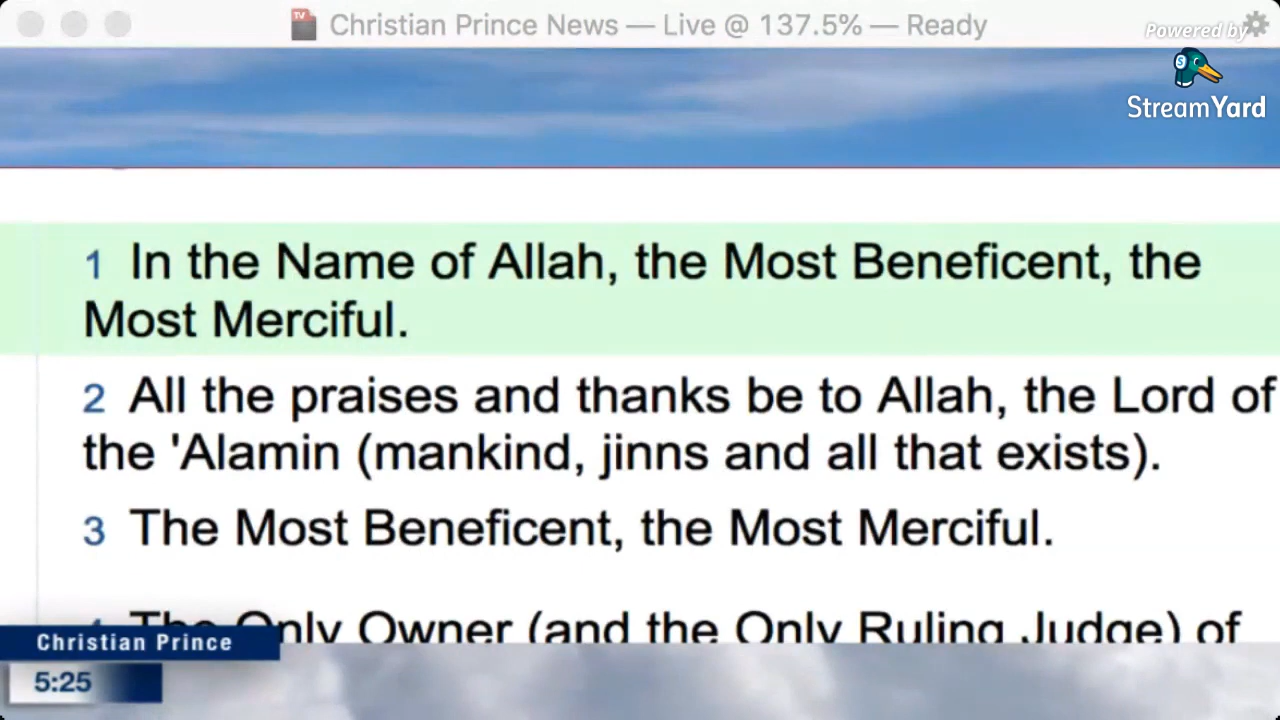 Christian Prince News — Live @ 137.5% — Ready
Powered by
StreamYard
1 In the Name of Allah, the Most Beneficent, the
Most Merciful.
2 All the praises and thanks be to Allah, the Lord of
the 'Alamin (mankind, jinns and all that exists).
3 The Most Beneficent, the Most Merciful.
4 The Only Owner (and the Only Ruling Judge) of
Christian Prince
5:25